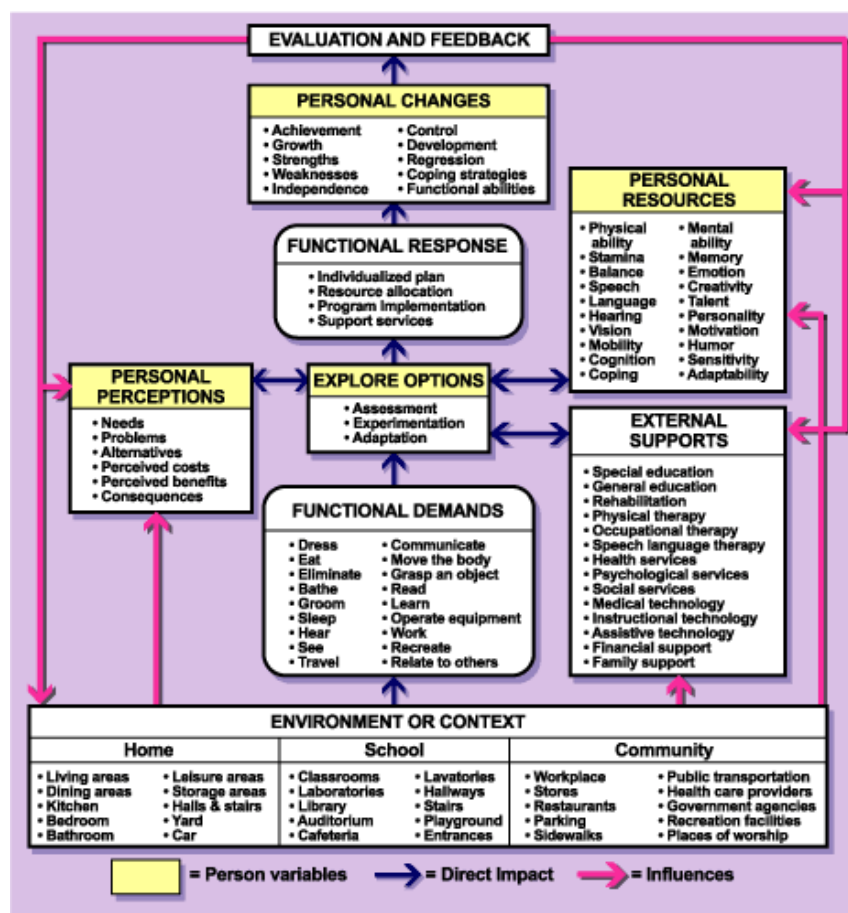 EVALUATION AND FEEDBACK
PERSONAL CHANGES
• Achievement
• Growth
• Strengths
• Weaknesses
• Independence
• Control
• Development
• Regression
• Coping strategies
• Functional abilities
PERSONAL
RESOURCES
• Physical
ability
• Stamina
• Balance
• Speech
• Language
• Hearing
• Vision
• Mobility
• Cognition
• Coping
• Mental
ability
• Memory
• Emotion
• Creativity
• Talent
• Personality
• Motivation
• Humor
• Sensitivity
• Adaptability
FUNCTIONAL RESPONSE
• Individualized plan
• Resource allocation
• Program Implementation
• Support services
PERSONAL
PERCEPTIONS
• Needs
• Problems
• Alternatives
• Perceived costs
• Perceived benefits
• Consequences
EXPLORE OPTIONS
• Assessment
• Experimentation
• Adaptation
EXTERNAL
SUPPORTS
• Special education
• General education
• Rehabilitation
• Physical therapy
• Occupational therapy
• Speech language therapy
• Health services
• Psychological services
• Social services
• Medical technology
• Instructional technology
• Assistive technology
• Financial support
• Family support
FUNCTIONAL DEMANDS
• Dress
• Eat
• Eliminate
• Bathe
• Groom
• Sleep
• Hear
• See
• Travel
• Communicate
• Move the body
• Grasp an object
• Read
• Learn
• Operate equipment
• Work
• Recreate
• Relate to others
ENVIRONMENT OR CONTEXT
Home
• Living areas
• Dining areas
• Kitchen
• Bedroom
• Bathroom
• Leisure areas
• Storage areas
• Halls & stairs
• Yard
• Car
School
• Classrooms
• Laboratories
• Library
• Auditorium
• Cafeteria
• Lavatories
• Hallways
• Stairs
• Playground
• Entrances
Community
• Workplace
• Stores
• Restaurants
• Parking
• Sidewalks
• Public transportation
• Health care providers
• Government agencies
• Recreation facilities
• Places of worship
= Person variables
= Direct Impact
= Influences